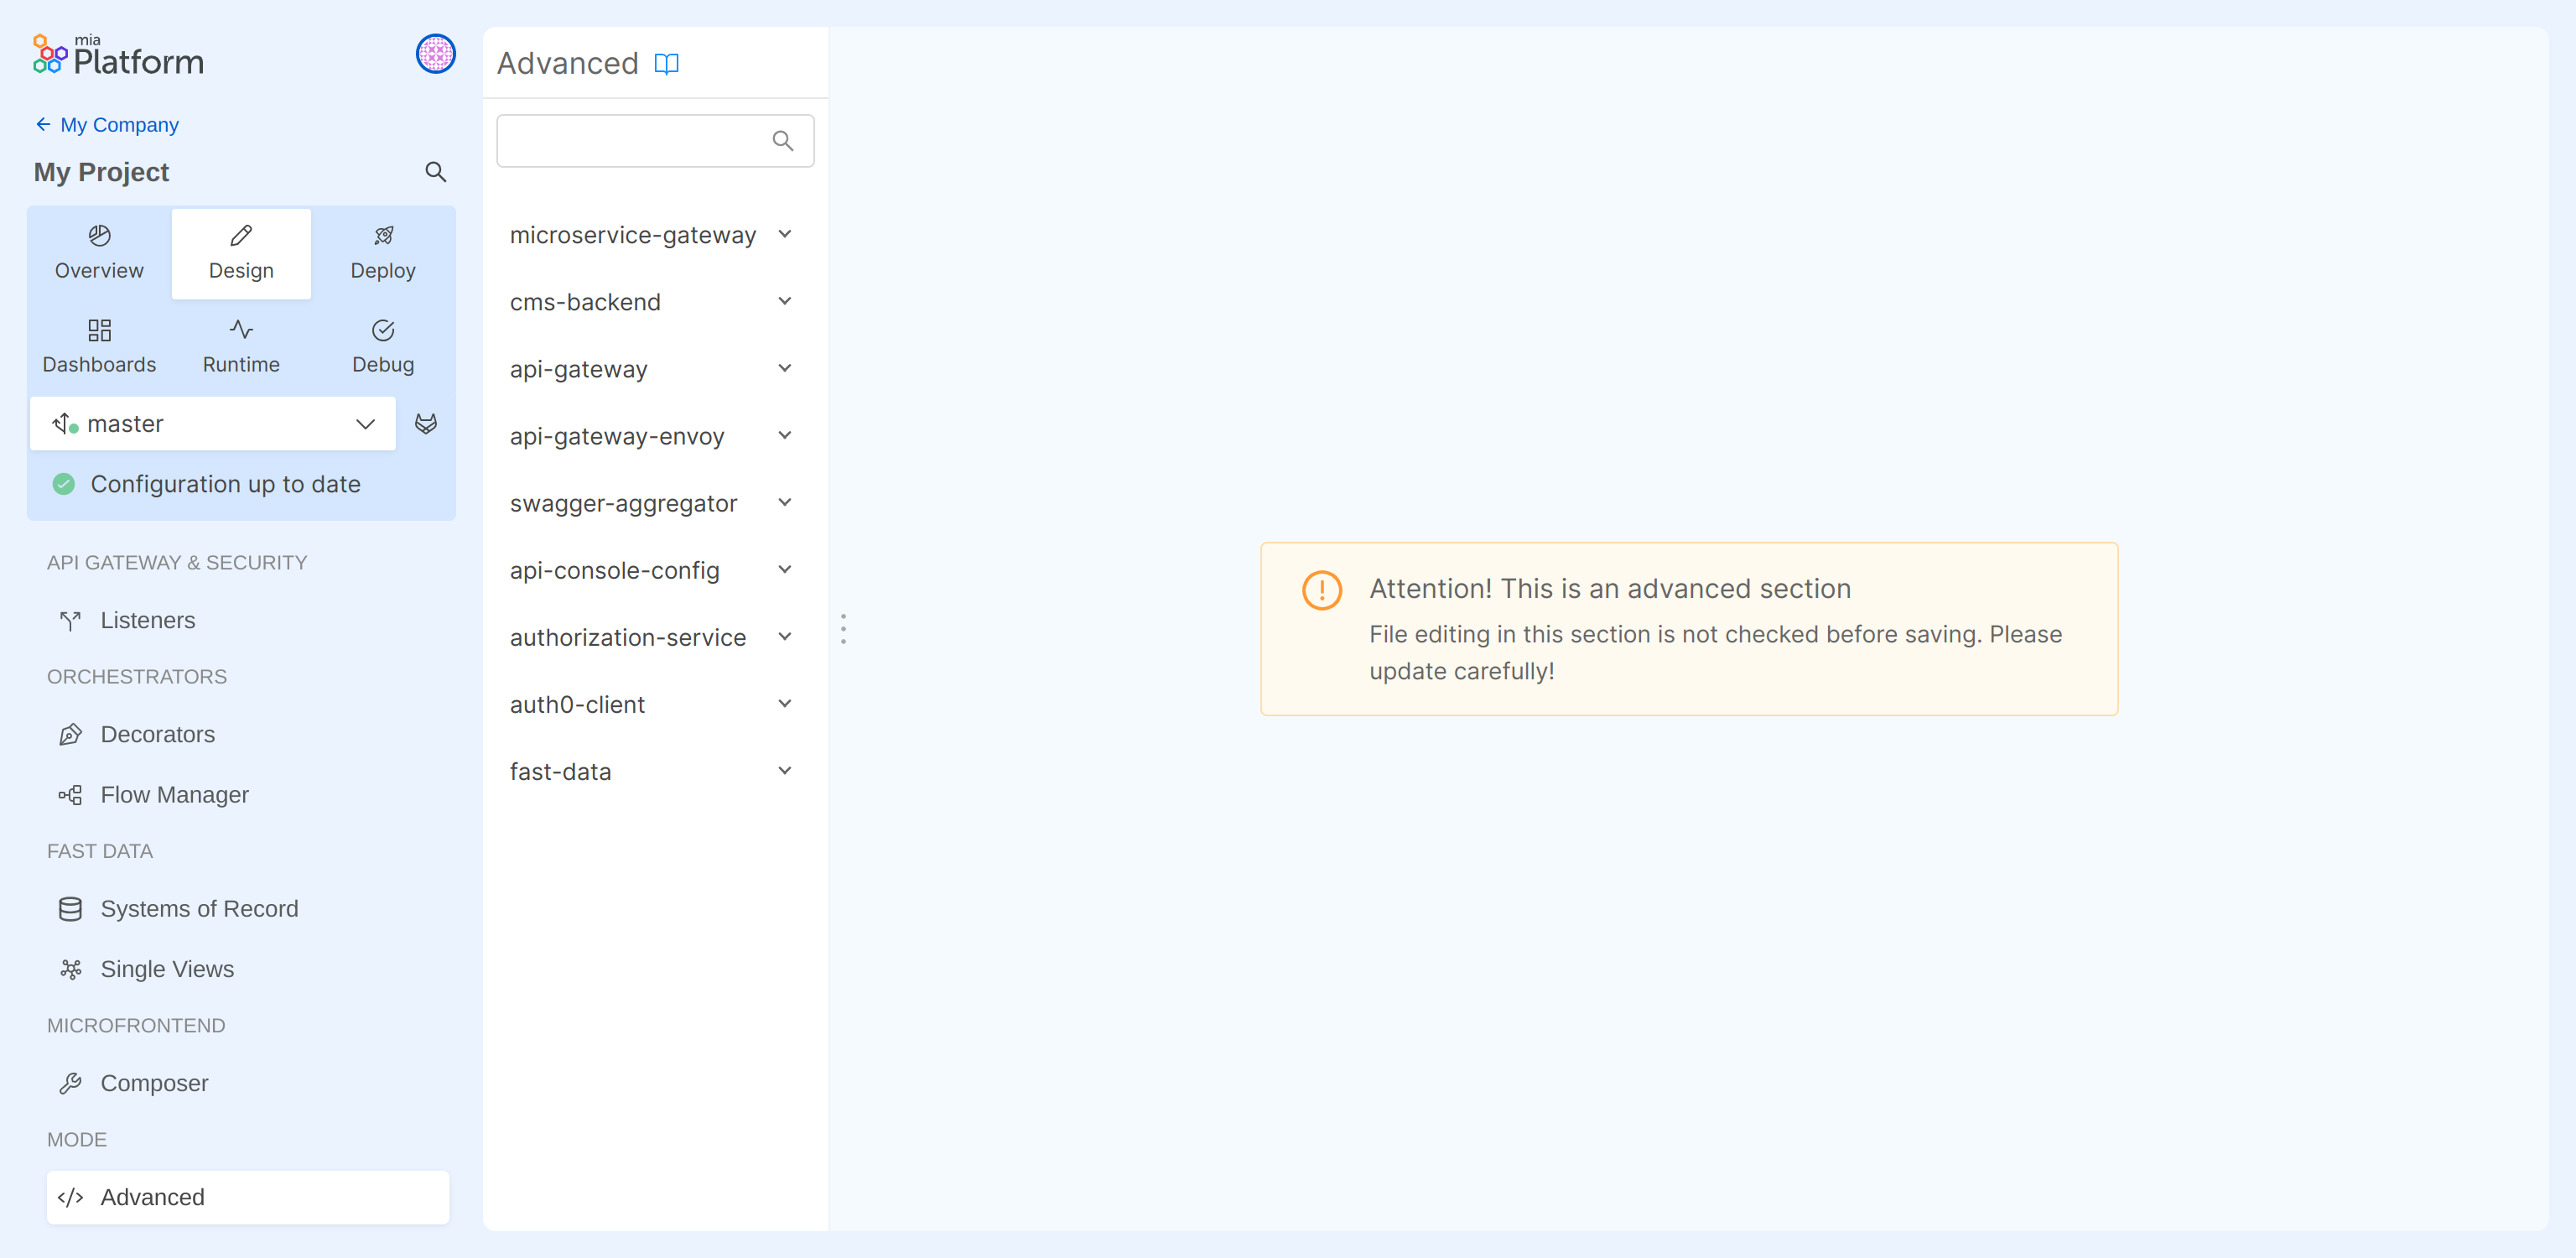 mia
Platform
My Company
My Project
Overview
Design
Deploy
Dashboards
Runtime
Debug
master
Configuration up to date
API GATEWAY & SECURITY
Listeners
ORCHESTRATORS
Decorators
Flow Manager
FAST DATA
Systems of Record
Single Views
MICROFRONTEND
Composer
MODE
Advanced
Advanced
microservice-gateway
cms-backend
api-gateway
api-gateway-envoy
swagger-aggregator
api-console-config
authorization-service
auth0-client
fast-data
Attention! This is an advanced section
File editing in this section is not checked before saving. Please
update carefully!